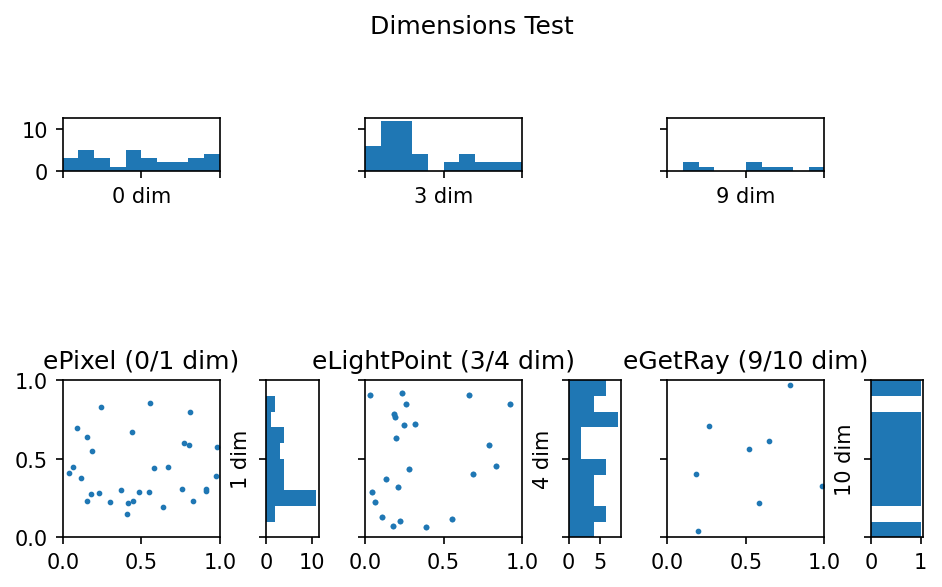 Dimensions Test
10
0
0 dim
3 dim
9 dim
ePixel (0/1 dim)
eLightPoint (3/4 dim)
eGetRay (9/10 dim)
1.0
0.5
0.0
1 dim
4 dim
10 dim
0.0 0.5 1.0
0 10
0.0 0.5 1.0
0 5
0.0 0.5 1.0
0 1